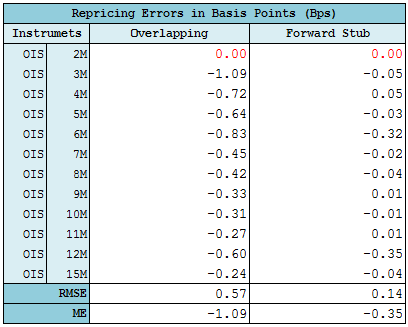 Repricing Errors in Basis Points (Bps)
Instrumets Overlapping Forward Stub
OIS 2M 0.00 0.00
OIS 3M -1.09 -0.05
OIS 4M -0.72 0.05
OIS 5M -0.64 -0.03
OIS 6M -0.83 -0.32
OIS 7M -0.45 -0.02
OIS 8M -0.42 -0.04
OIS 9M -0.33 0.01
OIS 10M -0.31 -0.01
OIS 11M -0.27 0.01
OIS 12M -0.60 -0.35
OIS 15M -0.24 -0.04
RMSE 0.57 0.14
ME -1.09 -0.35